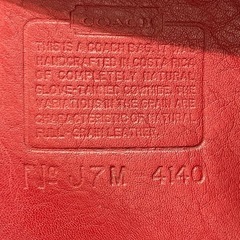 COACH
THIS IS A COACH BAG. IT WAS
HANDCRAFTED IN COSTA RICA
OF COMPLETELY NATURAL
GLOVE-TANNED COWHIDE. THE
VARIATIONS IN THE GRAIN ARE
CHARACTERISTIC OF NATURAL
FULL-GRAIN LEATHER.
No J7M 4140